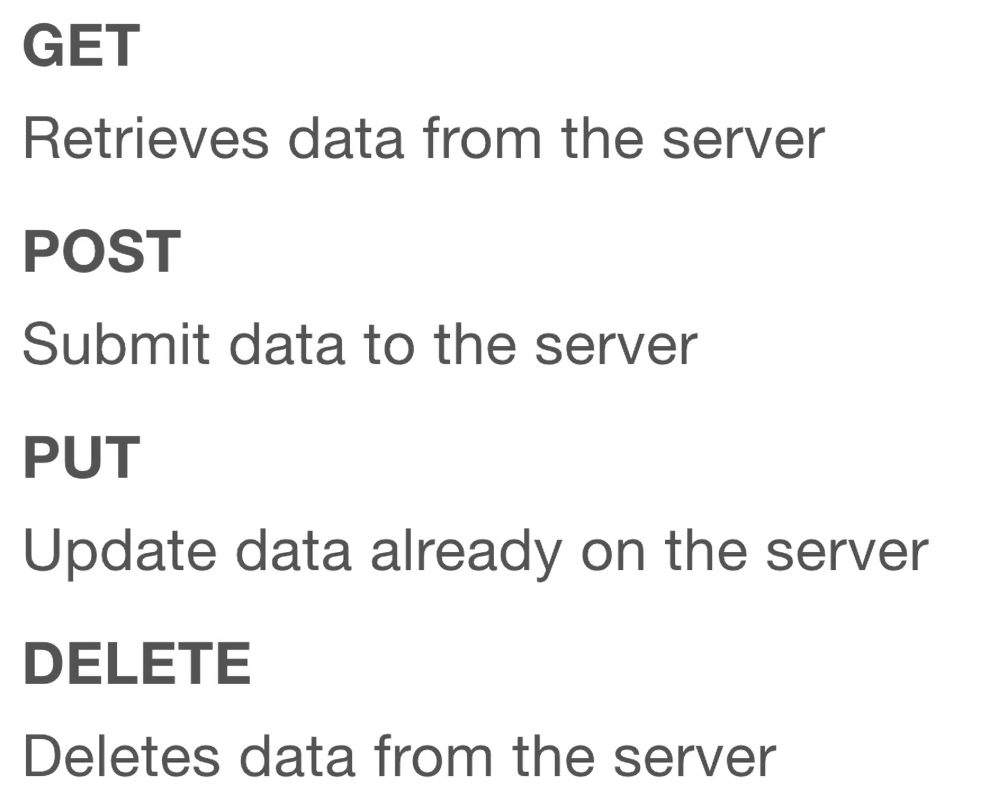 GET
Retrieves data from the server
POST
Submit data to the server
PUT
Update data already on the server
DELETE
Deletes data from the server